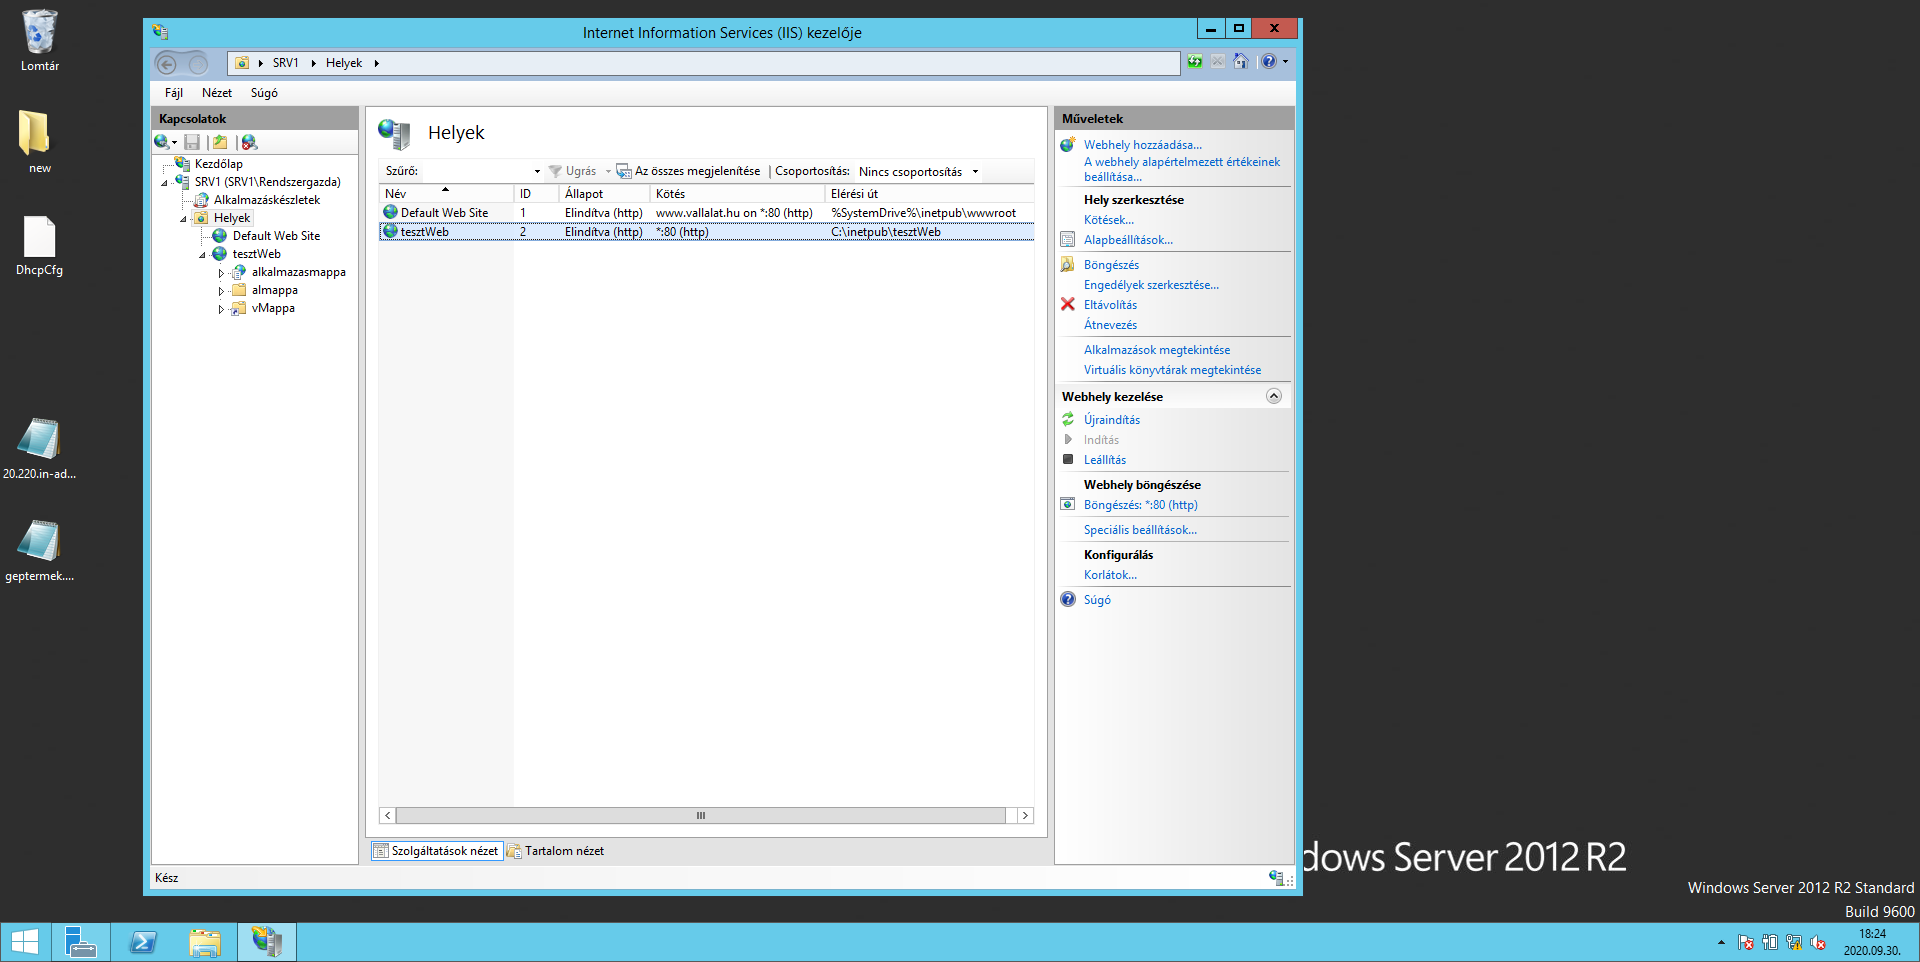 Lomtár
new
DhcpCfg
20.220.in-ad...
geptermek....
Internet Information Services (IIS) kezelője
SRV1
Helyek
Fájl
Nézet
Súgó
Kapcsolatok
Kezdőlap
SRV1 (SRV1\Rendszergazda)
Alkalmazáskészletek
Helyek
Default Web Site
tesztWeb
alkalmazasmappa
almappa
vMappa
Helyek
Szűrő:
Ugrás
Az összes megjelenítése
Csoportosítás:
Nincs csoportosítás
Név ID Állapot Kötés Elérési út
Default Web Site 1 Elindítva (http) www.vallalat.hu on *:80 (http) %SystemDrive%\inetpub\wwwroot
tesztWeb 2 Elindítva (http) *:80 (http) C:\inetpub\tesztWeb
Szolgáltatások nézet
Tartalom nézet
Műveletek
Webhely hozzáadása...
A webhely alapértelmezett értékeinek
beállítása...
Hely szerkesztése
Kötések...
Alapbeállítások...
Böngészés
Engedélyek szerkesztése...
Eltávolítás
Átnevezés
Alkalmazások megtekintése
Virtuális könyvtárak megtekintése
Webhely kezelése
Újraindítás
Indítás
Leállítás
Webhely böngészése
Böngészés: *:80 (http)
Speciális beállítások...
Konfigurálás
Korlátok...
Súgó
Kész
dows Server 2012 R2
Windows Server 2012 R2 Standard
Build 9600
18:24
2020.09.30.